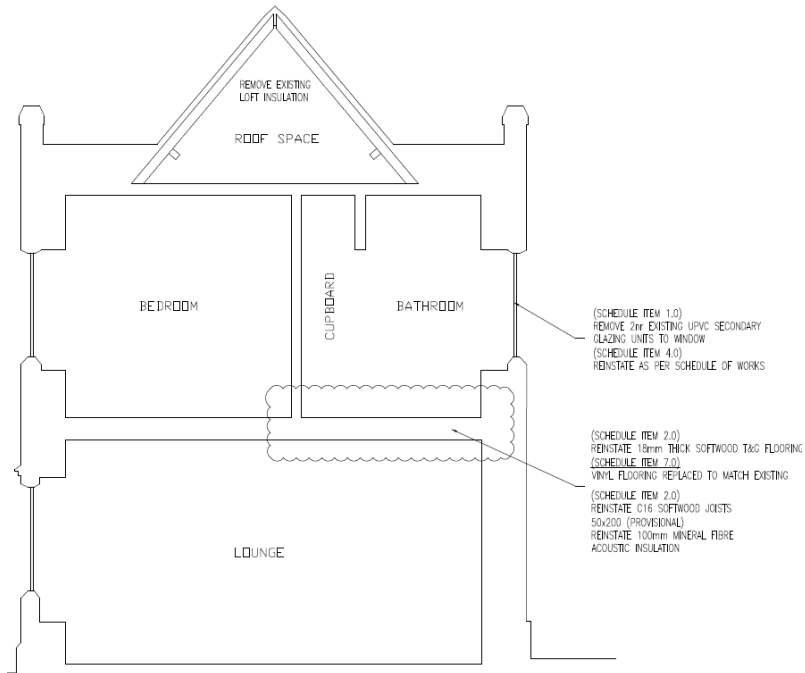 REMOVE EXISTING
LOFT INSULATION
ROOF SPACE
BEDROOM
CUPBOARD
BATHROOM
(SCHEDULE ITEM 1.0)
REMOVE 2nr EXISTING UPVC SECONDARY
GLAZING UNITS TO WINDOW
(SCHEDULE ITEM 4.0)
REINSTATE AS PER SCHEDULE OF WORKS
(SCHEDULE ITEM 2.0)
REINSTATE 18mm THICK SOFTWOOD T&G FLOORING
(SCHEDULE ITEM 7.0)
VINYL FLOORING REPLACED TO MATCH EXISTING
(SCHEDULE ITEM 2.0)
REINSTATE C16 SOFTWOOD JOISTS
50x200 (PROVISIONAL)
REINSTATE 100mm MINERAL FIBRE
ACOUSTIC INSULATION
LOUNGE